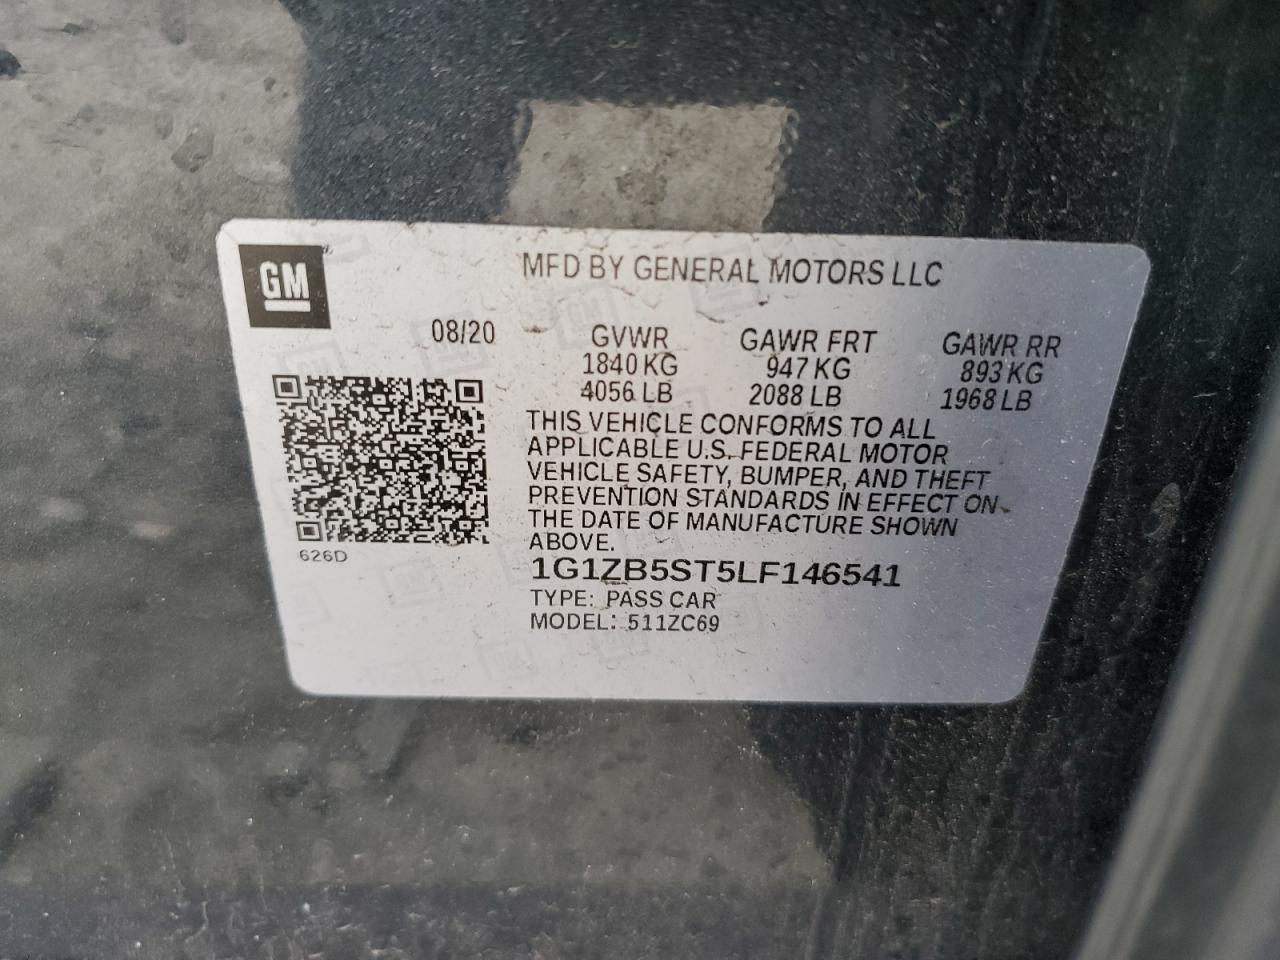 GM
MFD BY GENERAL MOTORS LLC
08/20
GVWR GAWR FRT GAWR RR
1840 KG 947 KG 893 KG
4056 LB 2088 LB 1968 LB
THIS VEHICLE CONFORMS TO ALL
APPLICABLE U.S. FEDERAL MOTOR
VEHICLE SAFETY, BUMPER, AND THEFT
PREVENTION STANDARDS IN EFFECT ON
THE DATE OF MANUFACTURE SHOWN
ABOVE.
626D
1G1ZB5ST5LF146541
TYPE: PASS CAR
MODEL: 511ZC69